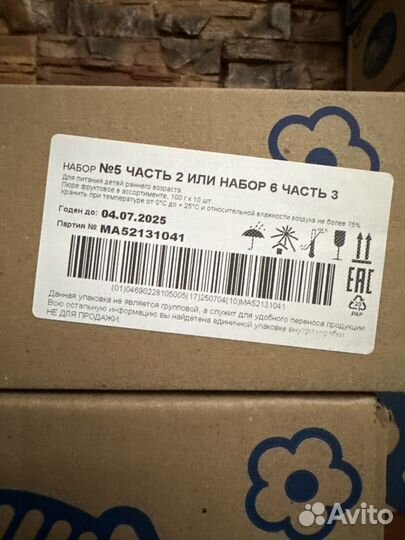 НАБОР №5 ЧАСТЬ 2 ИЛИ НАБОР 6 ЧАСТЬ 3
Для питания детей раннего возраста
Пюре фруктовое в ассортименте, 100 г х 10 шт
Хранить при температуре от 0°С до + 25°С и относительной влажности воздуха не более 75%
Годен до: 04.07.2025
Партия № МА52131041
EAC
PAP
(01)04690228105005(17)250704(10)MA52131041
Данная упаковка не является групповой, а служит для удобного переноса продукции.
Всю остальную информацию вы найдете на единичной упаковке внутри коробки
НЕ ДЛЯ ПРОДАЖИ
Avito